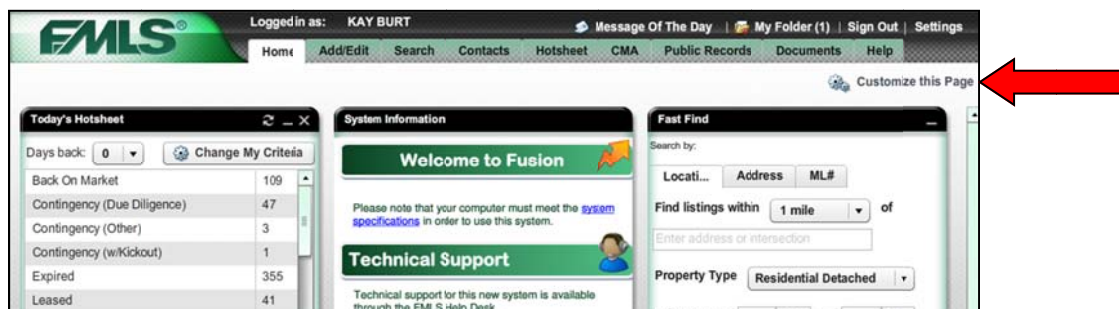 FMLS®
Logged in as: KAY BURT
Message Of The Day | My Folder (1) | Sign Out | Settings
Home Add/Edit Search Contacts Hotsheet CMA Public Records Documents Help
Customize this Page
Today's Hotsheet
Days back: 0 Change My Criteia
Back On Market 109
Contingency (Due Diligence) 47
Contingency (Other) 3
Contingency (w/Kickout) 1
Expired 355
Leased 41
System Information
Welcome to Fusion
Please note that your computer must meet the system
specifications in order to use this system.
Technical Support
Technical support for this new system is available
through the FMLS Help Desk
Fast Find
Search by:
Locati... Address ML#
Find listings within 1 mile of
Enter address or ntersection
Property Type Residential Detached